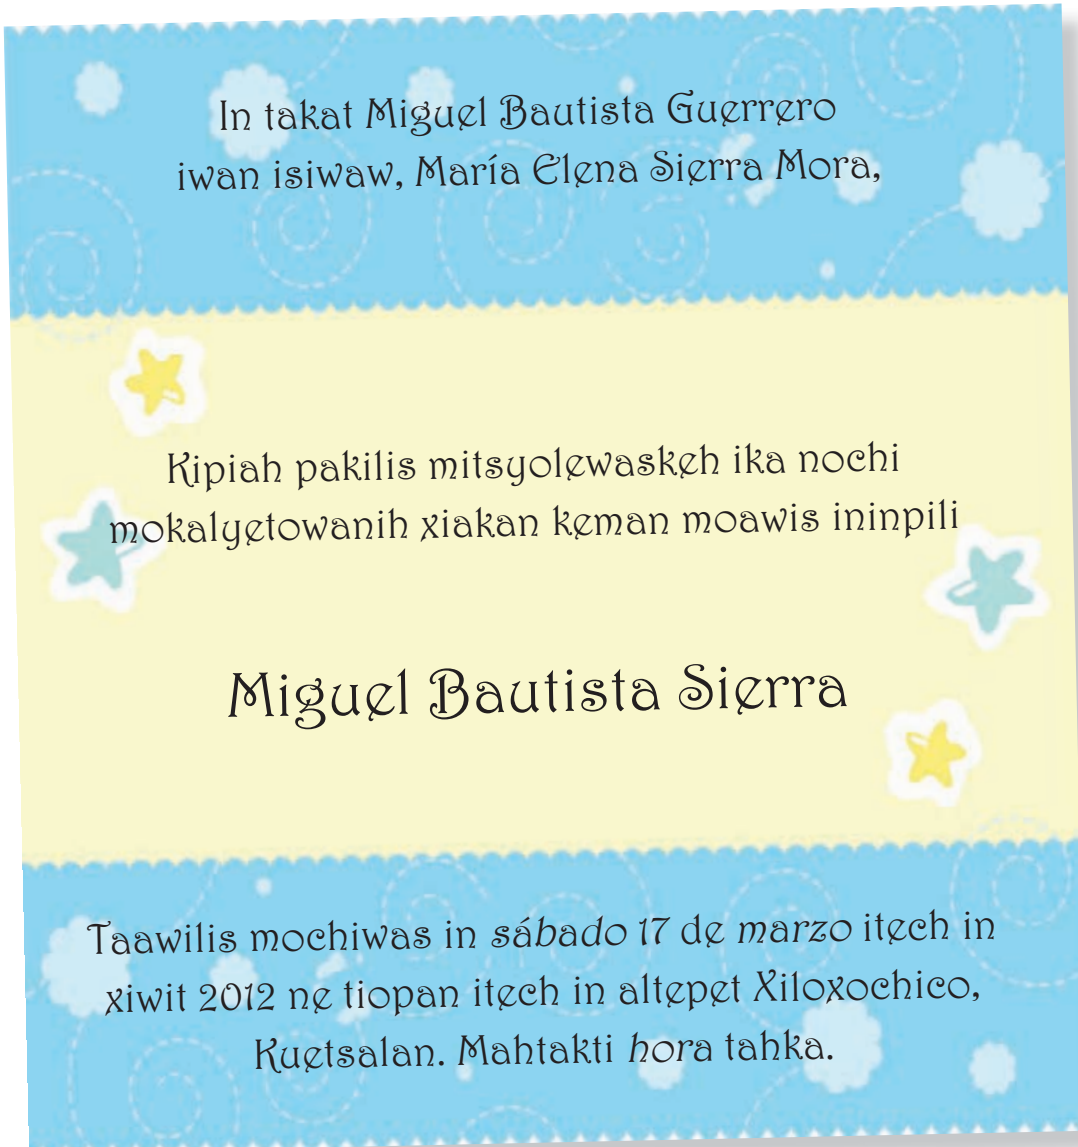 In takat Miguel Bautista Guerrero
iwan isiwaw, María Elena Sierra Mora,
Kipiah pakilis mitsyolewaskeh ika nochi
mokalyetowanih xiakan keman moawis ininpili
Miguel Bautista Sierra
Taawilis mochiwas in sábado 17 de marzo itech in
xiwit 2012 ne tiopan itech in altepet Xiloxochico,
Kuetsalan. Mahtakti hora tahka.